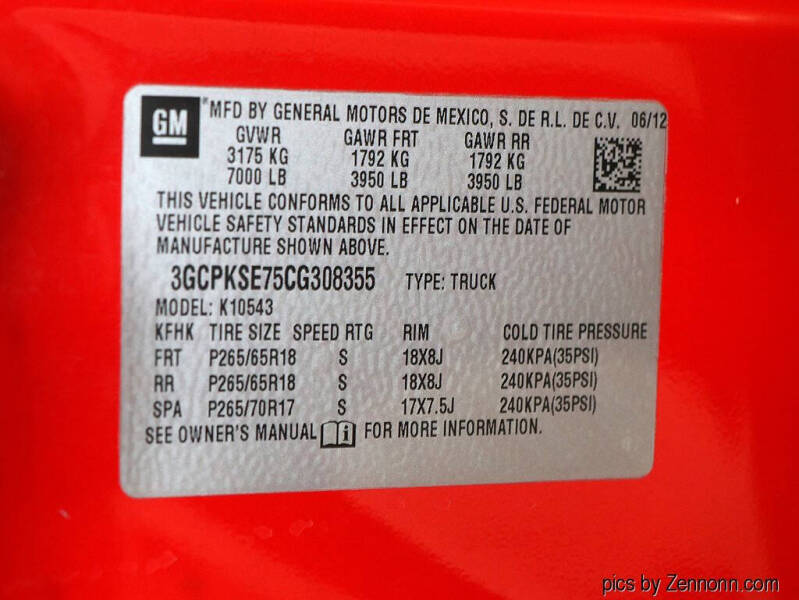 GM
*MFD BY GENERAL MOTORS DE MEXICO, S. DE R.L. DE C.V. 06/12
GVWR GAWR FRT GAWR RR
3175 KG 1792 KG 1792 KG
7000 LB 3950 LB 3950 LB
THIS VEHICLE CONFORMS TO ALL APPLICABLE U.S. FEDERAL MOTOR
VEHICLE SAFETY STANDARDS IN EFFECT ON THE DATE OF
MANUFACTURE SHOWN ABOVE.
3GCPKSE75CG308355 TYPE: TRUCK
MODEL: K10543
KFHK TIRE SIZE SPEED RTG RIM COLD TIRE PRESSURE
FRT P265/65R18 S 18X8J 240KPA(35PSI)
RR P265/65R18 S 18X8J 240KPA(35PSI)
SPA P265/70R17 S 17X7.5J 240KPA(35PSI)
SEE OWNER'S MANUAL i FOR MORE INFORMATION.
pics by Zennonn.com